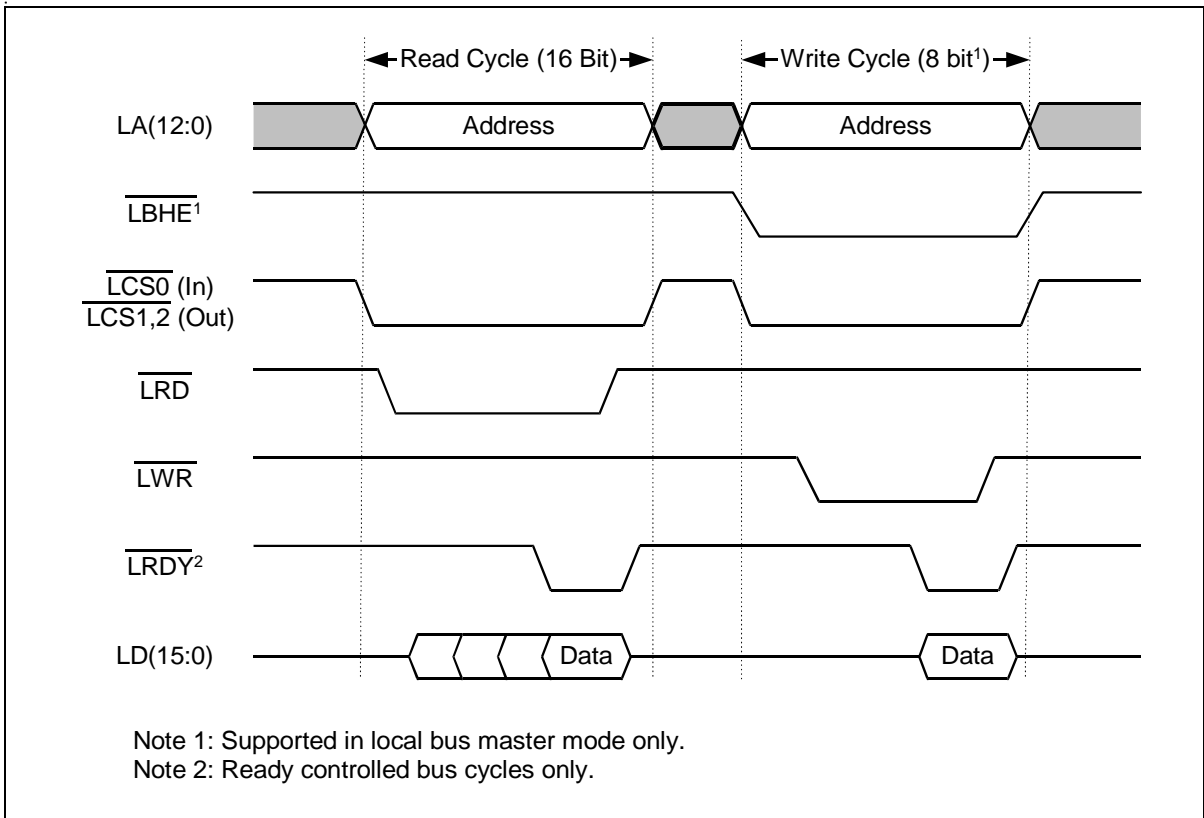 Read Cycle (16 Bit) Write Cycle (8 bit¹)
LA(12:0) Address Address
LBHE¹
LCS0 (In)
LCS1,2 (Out)
LRD
LWR
LRDY²
LD(15:0) Data Data
Note 1: Supported in local bus master mode only.
Note 2: Ready controlled bus cycles only.